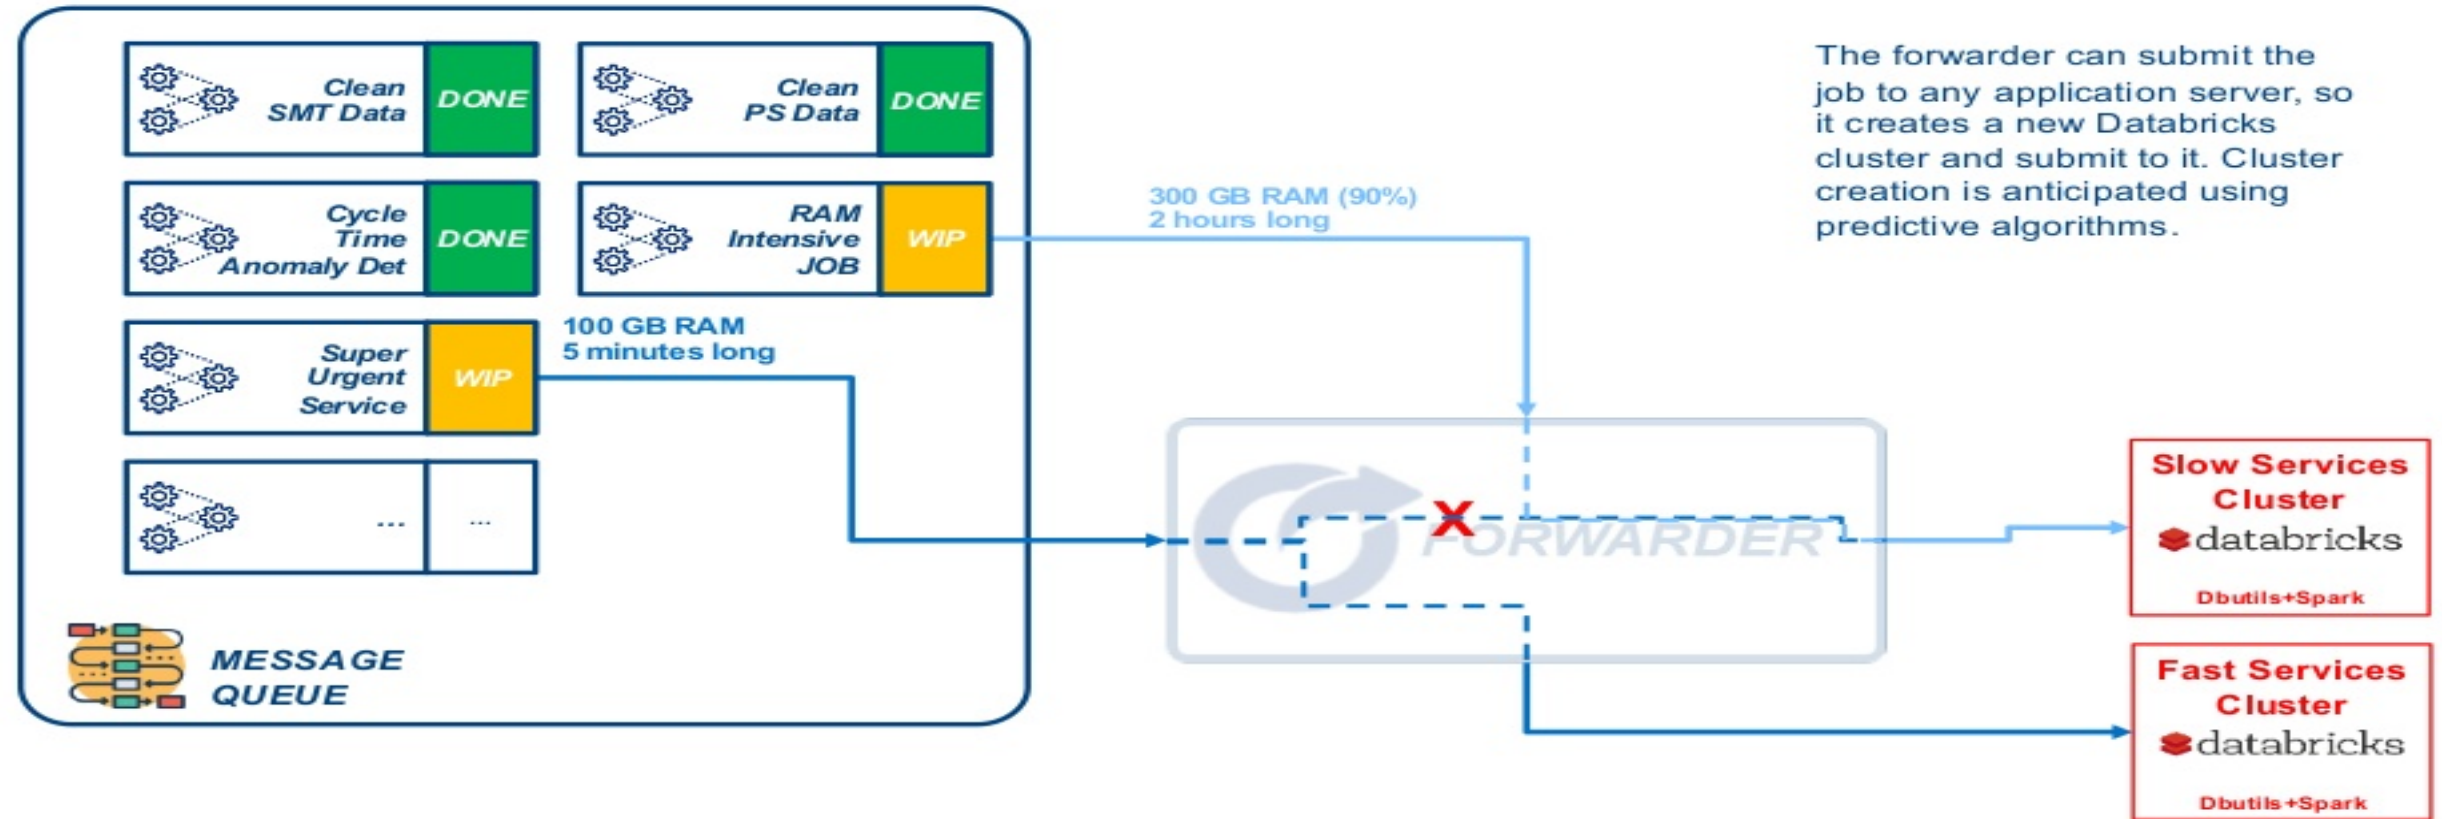 Clean
SMT Data
DONE
Clean
PS Data
DONE
Cycle
Time
Anomaly Det
DONE
RAM
Intensive
JOB
WIP
300 GB RAM (90%)
2 hours long
The forwarder can submit the
job to any application server, so
it creates a new Databricks
cluster and submit to it. Cluster
creation is anticipated using
predictive algorithms.
Super
Urgent
Service
WIP
100 GB RAM
5 minutes long
...
...
MESSAGE
QUEUE
X
FORWARDER
Slow Services
Cluster
databricks
Dbutils+Spark
Fast Services
Cluster
databricks
Dbutils+Spark